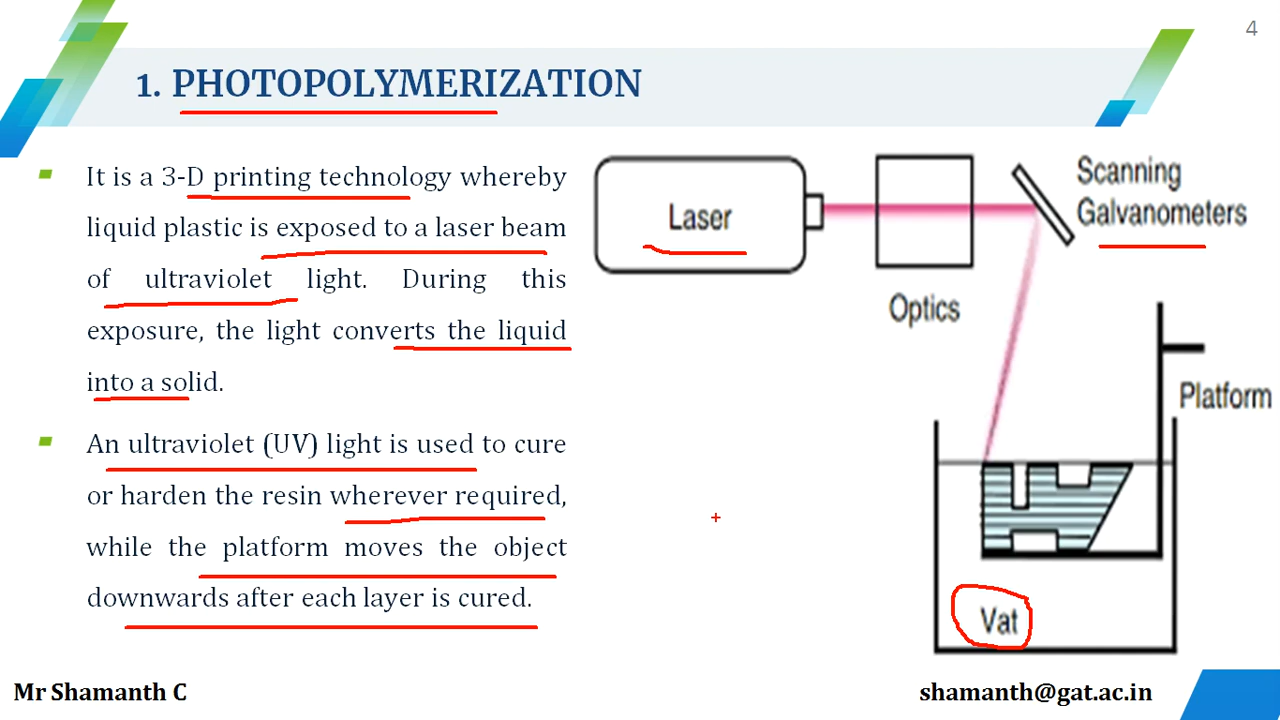 4
1. PHOTOPOLYMERIZATION
It is a 3-D printing technology whereby
liquid plastic is exposed to a laser beam
of ultraviolet light. During this
exposure, the light converts the liquid
into a solid.
An ultraviolet (UV) light is used to cure
or harden the resin wherever required,
while the platform moves the object
downwards after each layer is cured.
Laser
Optics
Scanning
Galvanometers
Platform
Vat
Mr Shamanth C
shamanth@gat.ac.in